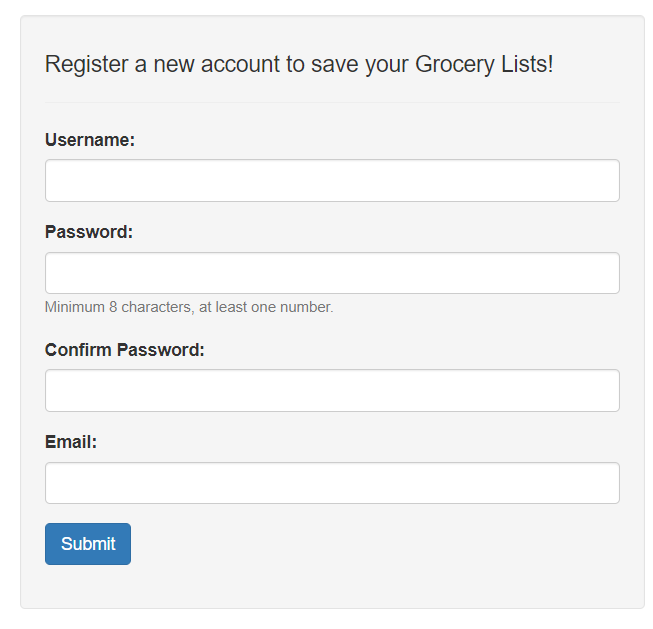 Register a new account to save your Grocery Lists!
Username:
Password:
Minimum 8 characters, at least one number.
Confirm Password:
Email:
Submit